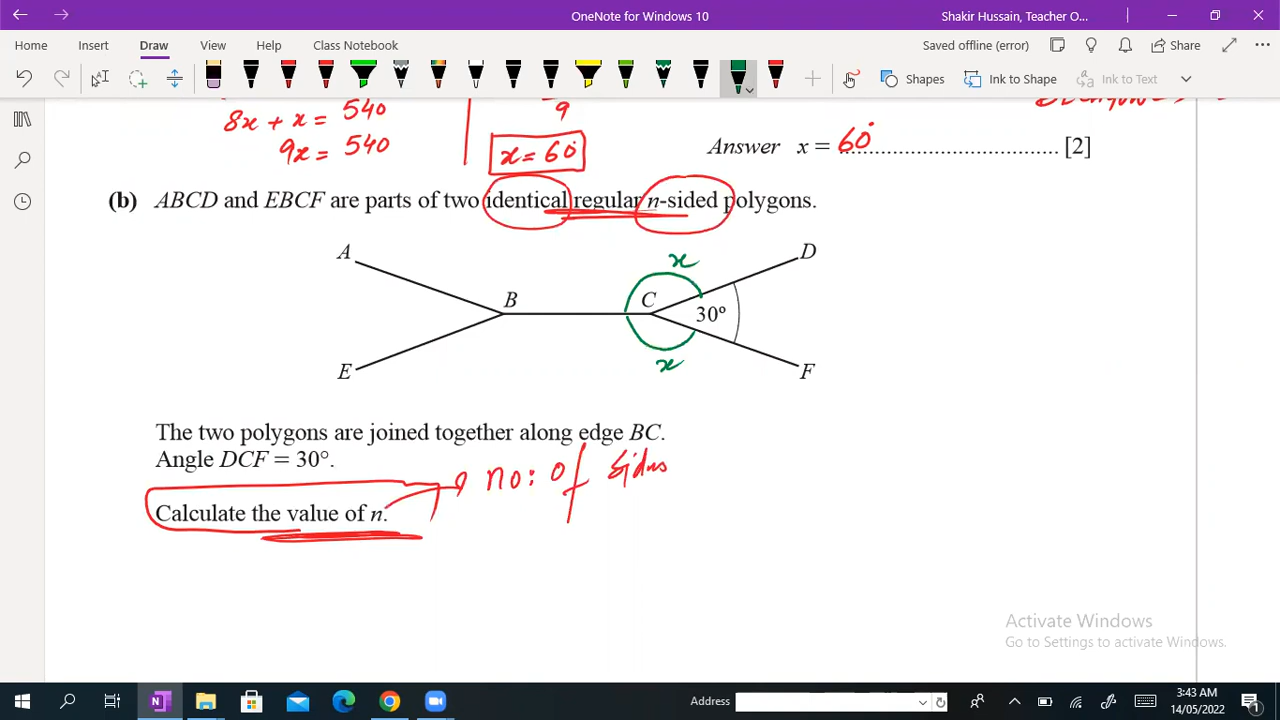 OneNote for Windows 10
Shakir Hussain, Teacher O...
Home Insert Draw View Help Class Notebook
Saved offline (error)
Share
Shapes
Ink to Shape
Ink to Text
8x + x = 540
9x = 540
9
x = 60°
Answer x = 60° [2]
(b) ABCD and EBCF are parts of two identical regular n-sided polygons.
A
B
C
D
E
F
x
30°
x
The two polygons are joined together along edge BC.
Angle DCF = 30°.
no: of sides
Calculate the value of n.
Activate Windows
Go to Settings to activate Windows.
Address
3:43 AM
14/05/2022
1